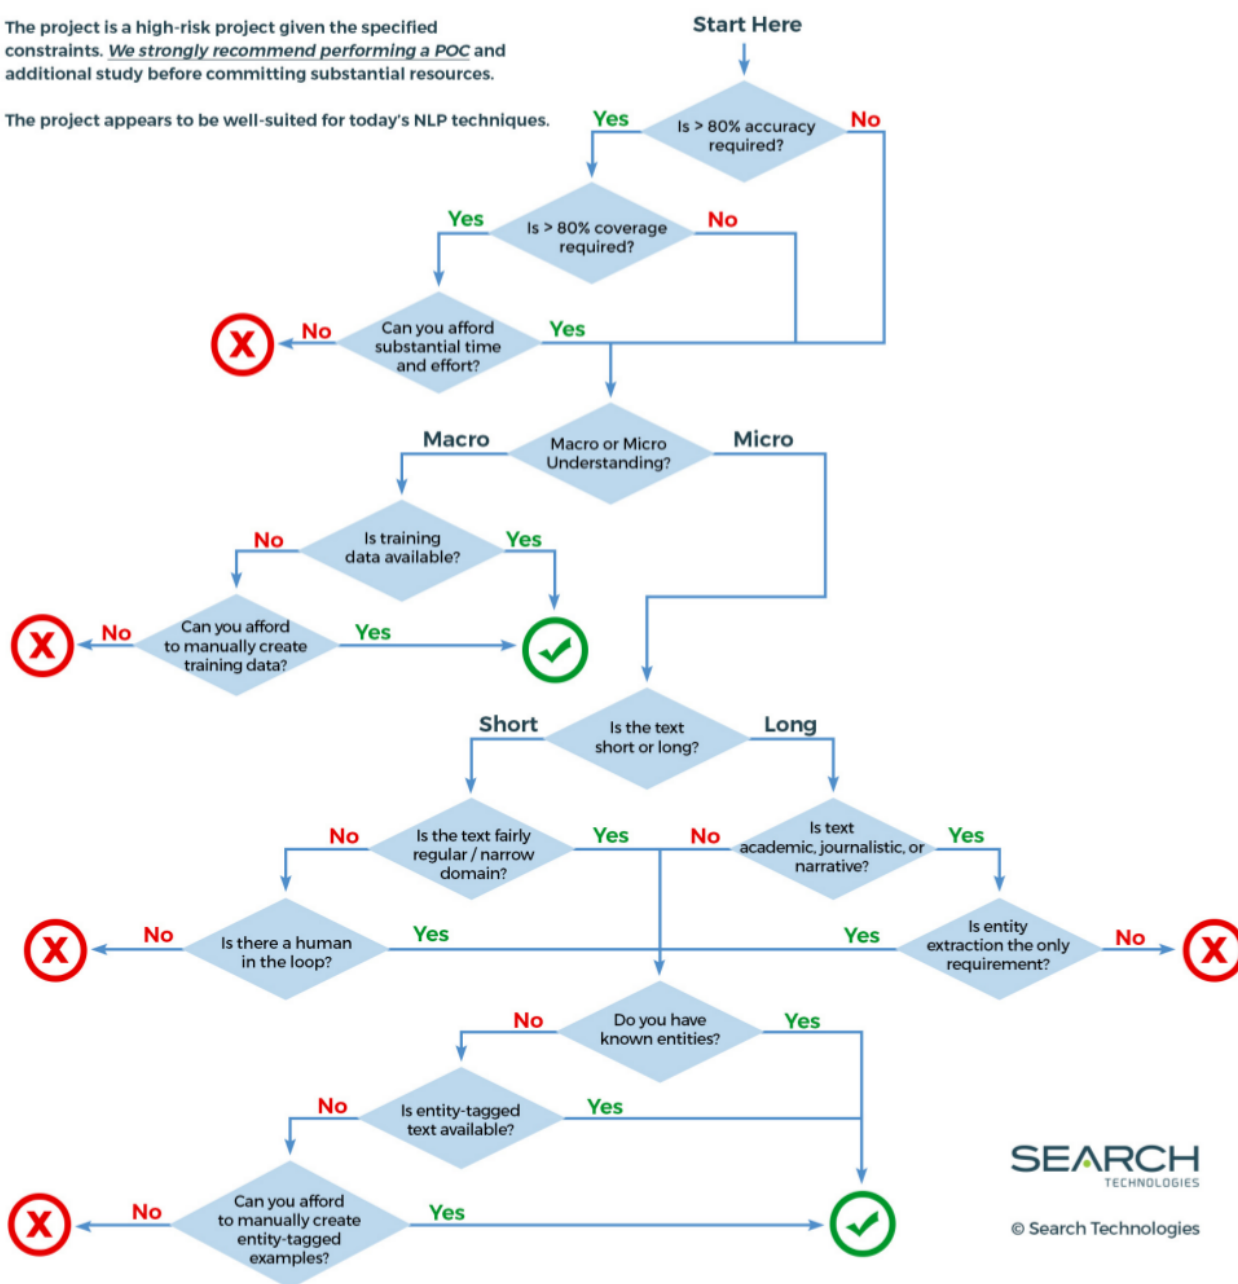 The project is a high-risk project given the specified
constraints. We strongly recommend performing a POC and
additional study before committing substantial resources.
The project appears to be well-suited for today's NLP techniques.
Start Here
Is > 80% accuracy
required?
Yes
No
Is > 80% coverage
required?
Yes
No
Can you afford
substantial time
and effort?
No
Yes
X
Macro or Micro
Understanding?
Macro
Micro
Is training
data available?
No
Yes
Can you afford
to manually create
training data?
No
Yes
X
Is the text
short or long?
Short
Long
Is the text fairly
regular / narrow
domain?
No
Yes
Is text
academic, journalistic, or
narrative?
No
Yes
Is there a human
in the loop?
No
Yes
X
Is entity
extraction the only
requirement?
Yes
No
X
Do you have
known entities?
No
Yes
Is entity-tagged
text available?
No
Yes
Can you afford
to manually create
entity-tagged
examples?
No
Yes
X
SEARCH
TECHNOLOGIES
© Search Technologies